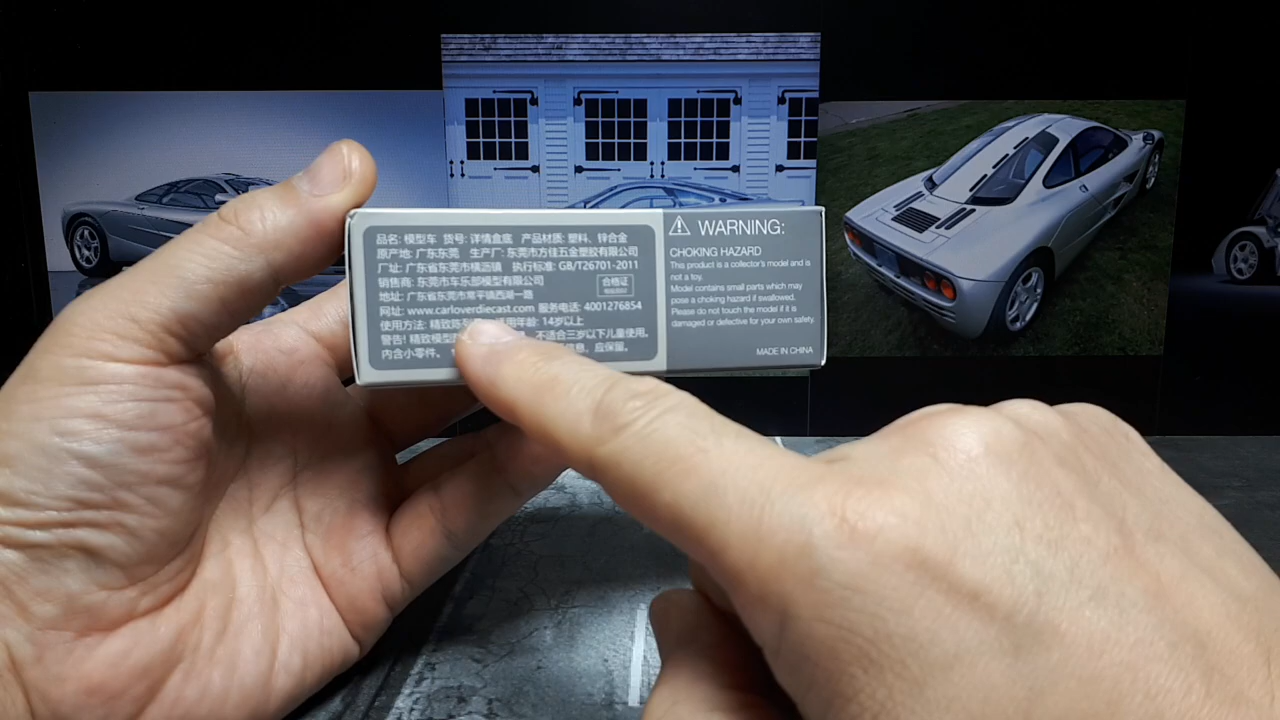 品名: 模型车 货号: 详情盒底 产品材质: 塑料、锌合金
原产地: 广东东莞 生产厂: 东莞市方佳五金塑胶有限公司
厂址: 广东省东莞市横沥镇 执行标准: GB/T26701-2011
销售商: 东莞市车乐部模型有限公司
合格证
地址: 广东省东莞市常平镇西湖一路
网址: www.carloverdiecast.com 服务电话: 4001276854
使用方法: 精致陈列 用年龄: 14岁以上
警告! 精致模型 不适合三岁以下儿童使用。
内含小零件。 信息，应保留。
WARNING:
CHOKING HAZARD
This product is a collector's model and is
not a toy.
Model contains small parts which may
pose a choking hazard if swallowed.
Please do not touch the model if it is
damaged or defective for your own safety.
MADE IN CHINA